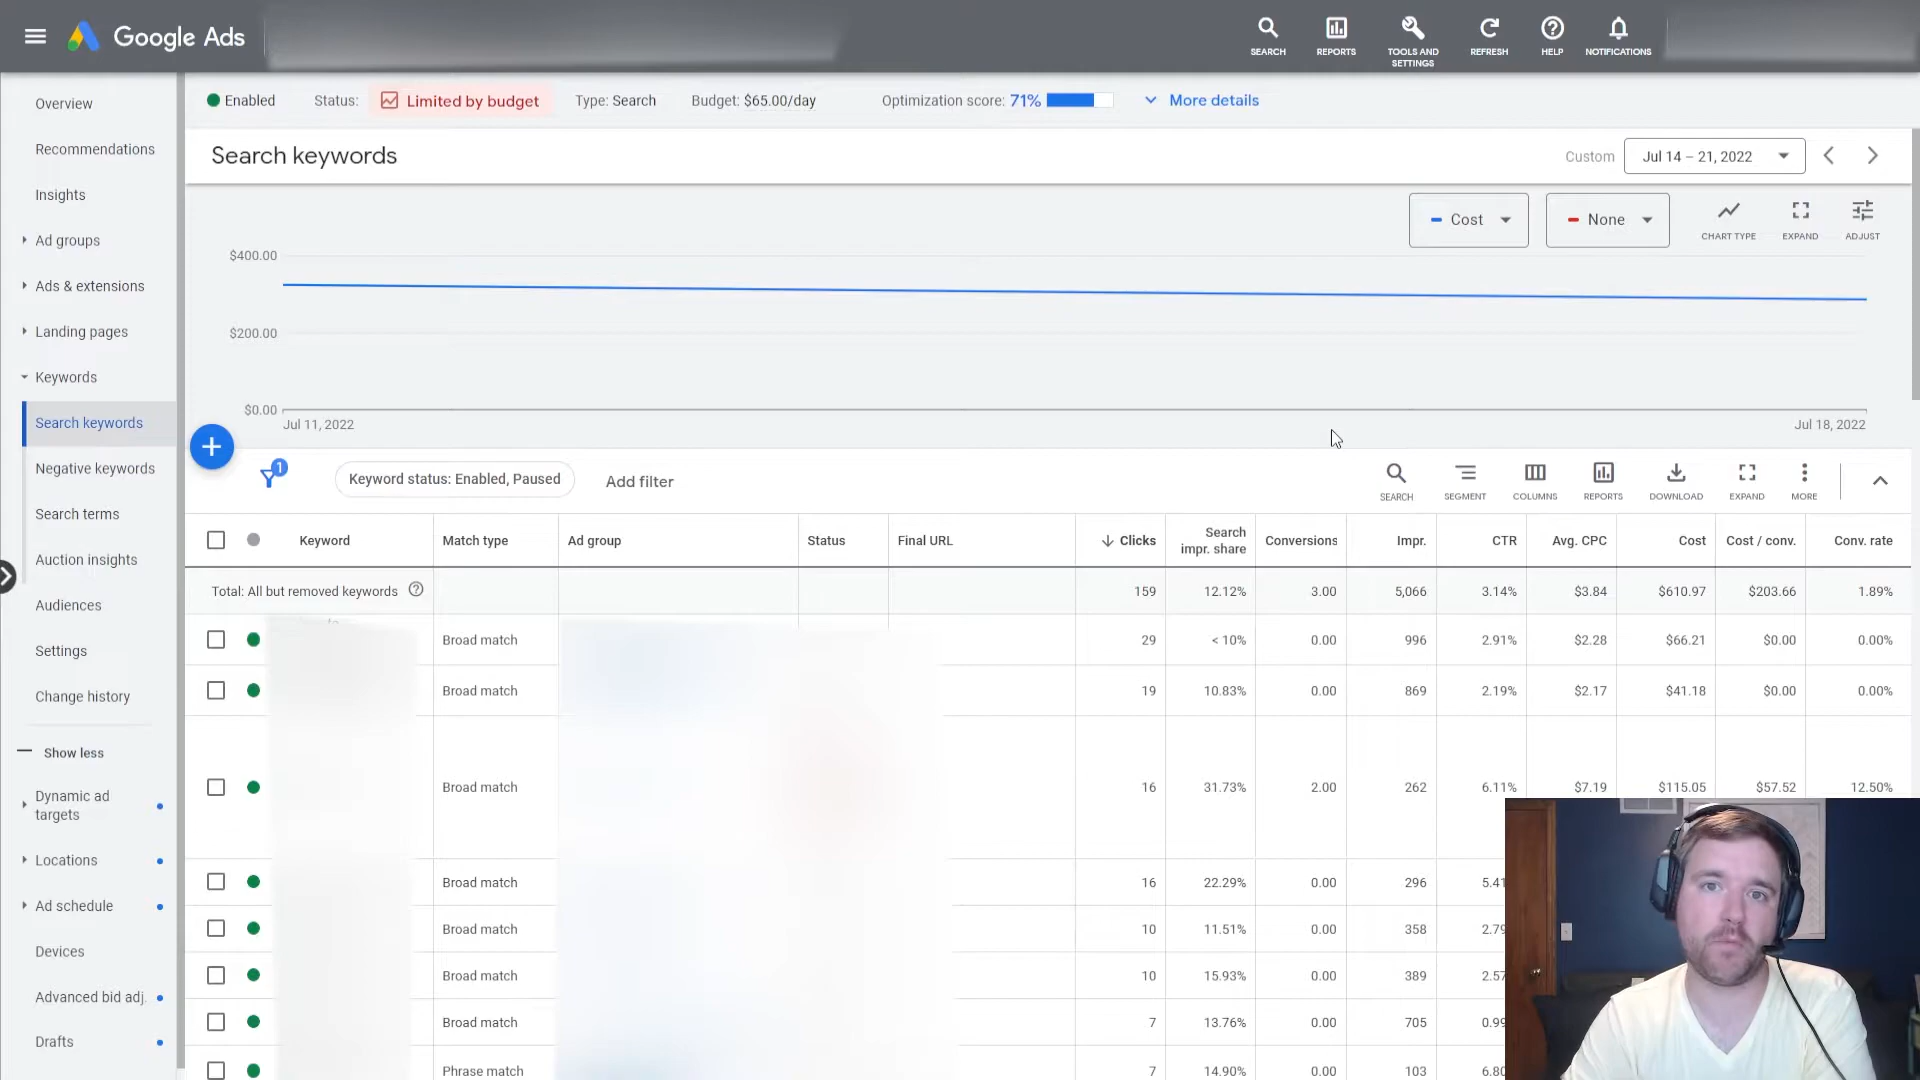 Google Ads
SEARCH
REPORTS
TOOLS AND
SETTINGS
REFRESH
HELP
NOTIFICATIONS
Overview
Recommendations
Insights
Ad groups
Ads & extensions
Landing pages
Keywords
Search keywords
Negative keywords
Search terms
Auction insights
Audiences
Settings
Change history
Show less
Dynamic ad
targets
Locations
Ad schedule
Devices
Advanced bid adj.
Drafts
Enabled Status: Limited by budget Type: Search Budget: $65.00/day Optimization score: 71% More details
Search keywords
Custom Jul 14 – 21, 2022
Cost None
CHART TYPE EXPAND ADJUST
$400.00
$200.00
$0.00
Jul 11, 2022 Jul 18, 2022
1
Keyword status: Enabled, Paused Add filter
SEARCH SEGMENT COLUMNS REPORTS DOWNLOAD EXPAND MORE
Keyword Match type Ad group Status Final URL Clicks Search impr. share Conversions Impr. CTR Avg. CPC Cost Cost / conv. Conv. rate
Total: All but removed keywords 159 12.12% 3.00 5,066 3.14% $3.84 $610.97 $203.66 1.89%
Broad match 29 < 10% 0.00 996 2.91% $2.28 $66.21 $0.00 0.00%
Broad match 19 10.83% 0.00 869 2.19% $2.17 $41.18 $0.00 0.00%
Broad match 16 31.73% 2.00 262 6.11% $7.19 $115.05 $57.52 12.50%
Broad match 16 22.29% 0.00 296 5.41
Broad match 10 11.51% 0.00 358 2.79
Broad match 10 15.93% 0.00 389 2.57
Broad match 7 13.76% 0.00 705 0.99
Phrase match 7 14.90% 0.00 103 6.80